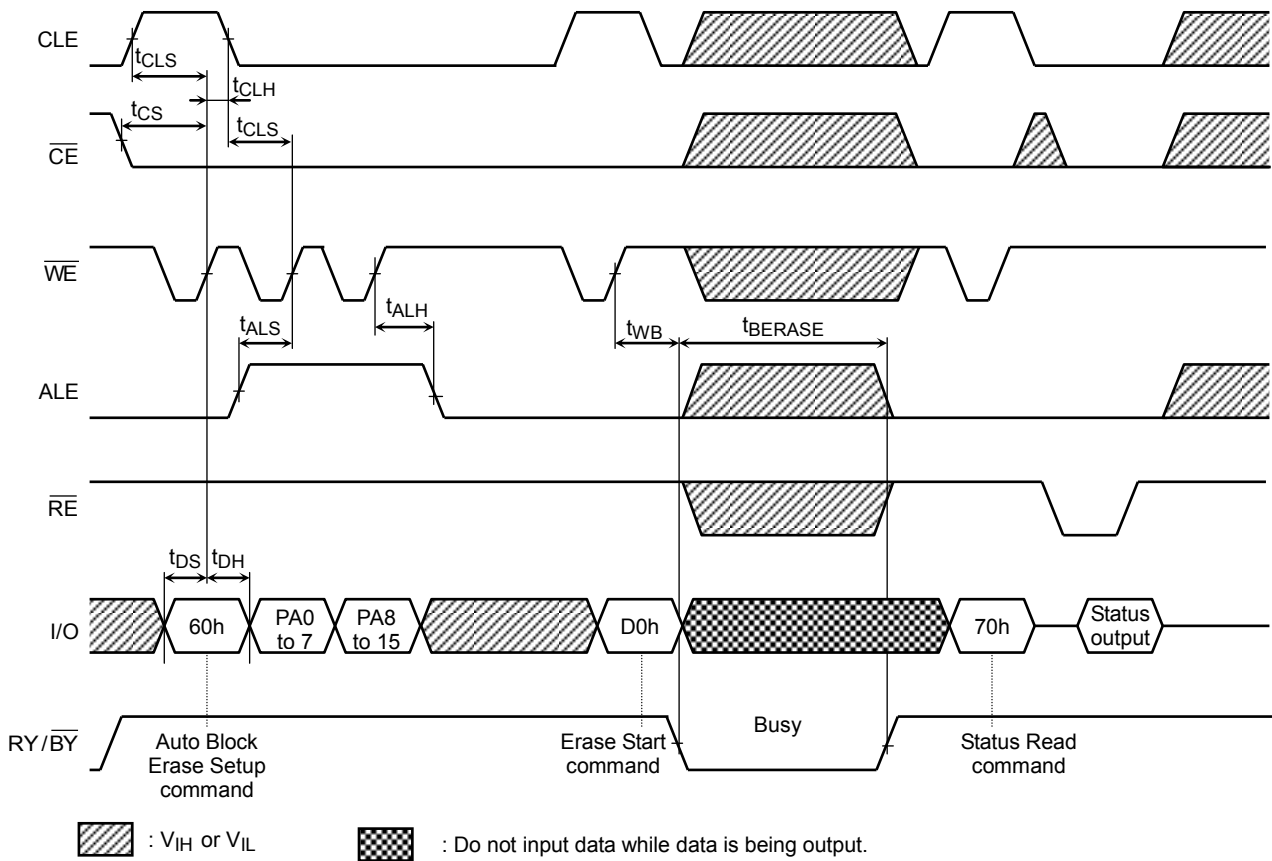 CLE
tCLS
tCLH
tCS
tCLS
CE
WE
tALH
tALS
tWB
tBERASE
ALE
RE
tDS
tDH
I/O
60h
PA0
to 7
PA8
to 15
D0h
70h
Status
output
RY/BY
Busy
Auto Block
Erase Setup
command
Erase Start
command
Status Read
command
: VIH or VIL
: Do not input data while data is being output.